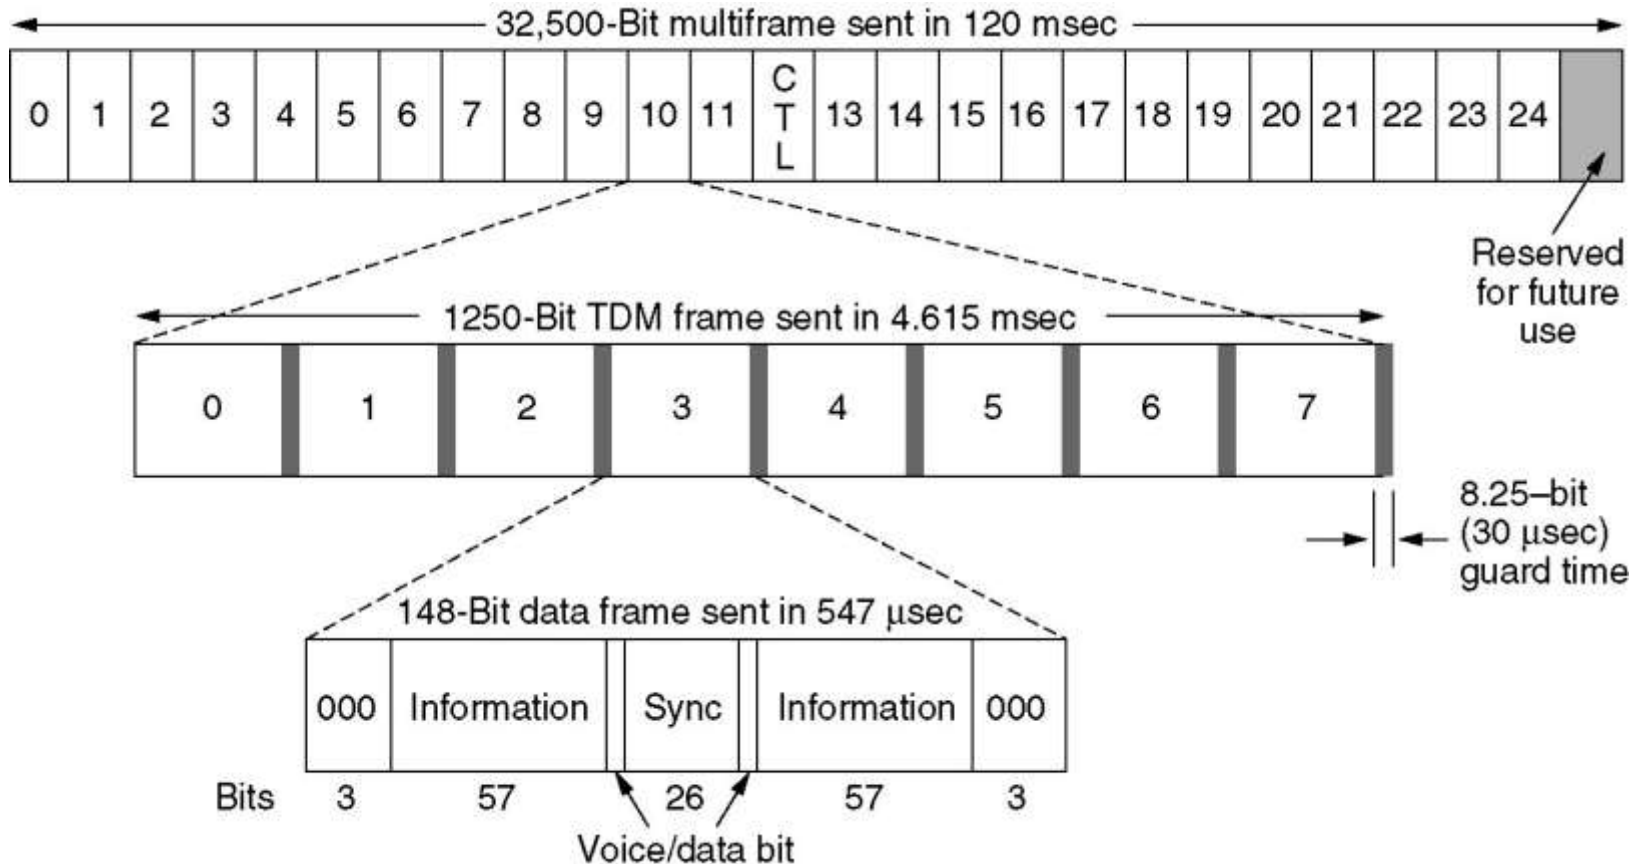 32,500-Bit multiframe sent in 120 msec
0 1 2 3 4 5 6 7 8 9 10 11 CTL 13 14 15 16 17 18 19 20 21 22 23 24
Reserved
for future
use
1250-Bit TDM frame sent in 4.615 msec
0 1 2 3 4 5 6 7
8.25–bit
(30 μsec)
guard time
148-Bit data frame sent in 547 μsec
000 Information Sync Information 000
Bits 3 57 26 57 3
Voice/data bit